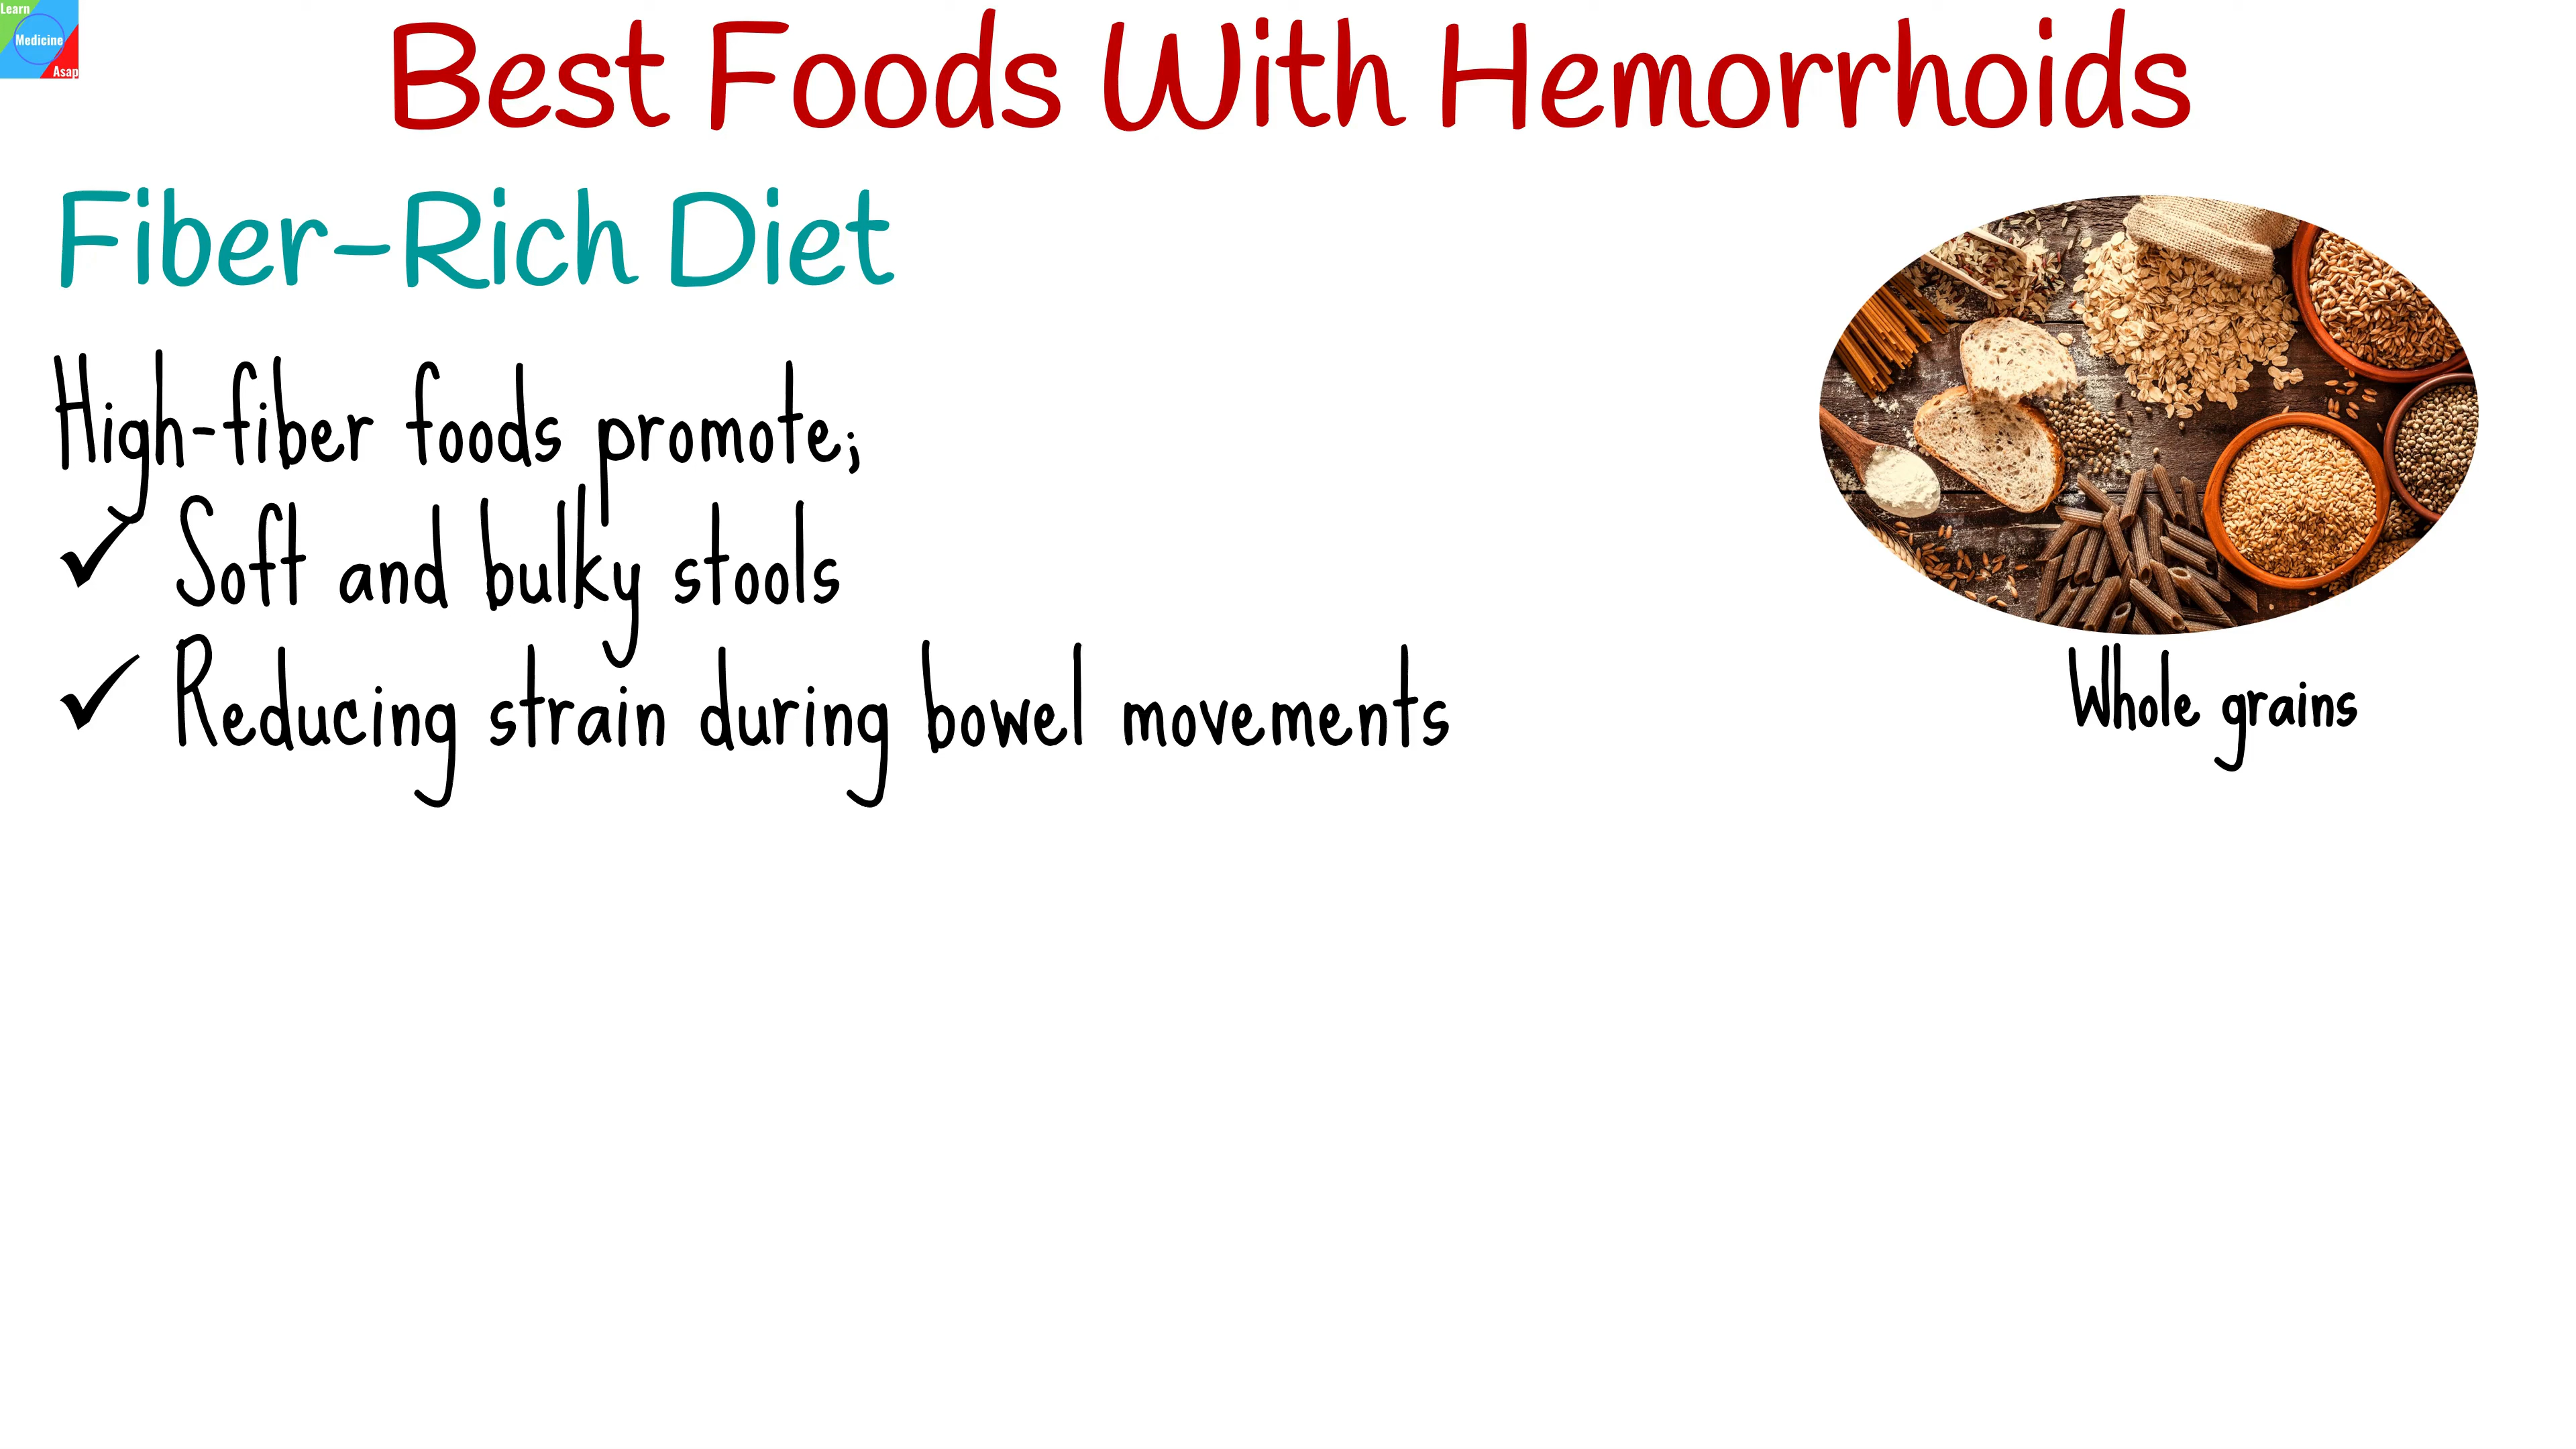 Learn
Medicine
Asap
Best Foods With Hemorrhoids
Fiber-Rich Diet
High-fiber foods promote;
✓ Soft and bulky stools
✓ Reducing strain during bowel movements
Whole grains